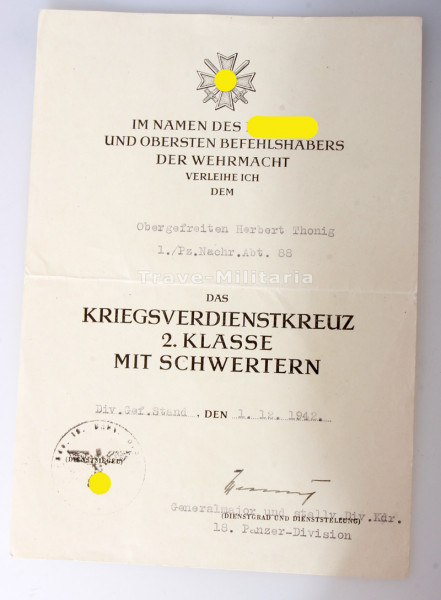 IM NAMEN DES
UND OBERSTEN BEFEHLSHABERS
DER WEHRMACHT
VERLEIHE ICH
DEM
Obergefreiten Herbert Thonig
1./Pz.Nachr.Abt. 88
Trave-Militaria
DAS
KRIEGSVERDIENSTKREUZ
2. KLASSE
MIT SCHWERTERN
Div.Gef.Stand , DEN 1. 12. 1942.
(DIENSTSIEGEL)
Generalmajor und stellv.Div.Kdr.
(DIENSTGRAD UND DIENSTSTELLUNG)
18. Panzer-Division